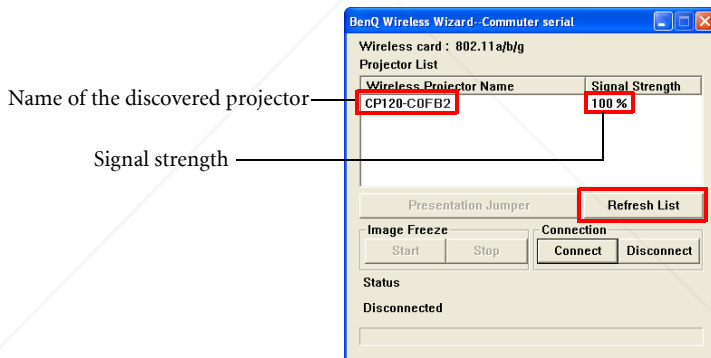 BenQ Wireless Wizard--Commuter serial
Wireless card : 802.11a/b/g
Projector List
Wireless Projector Name Signal Strength
Name of the discovered projector
CP120-C0FB2 100 %
Signal strength
Presentation Jumper Refresh List
Image Freeze Connection
Start Stop Connect Disconnect
Status
Disconnected